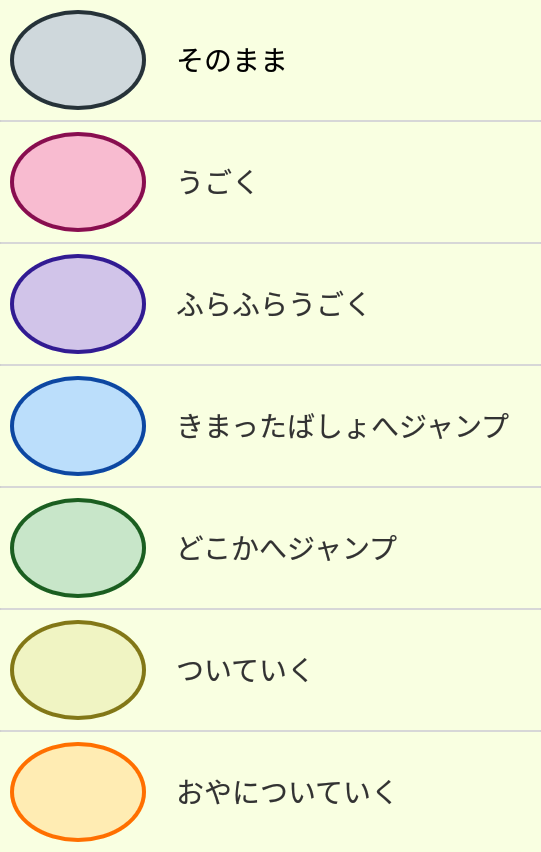 そのまま
うごく
ふらふらうごく
きまったばしょへジャンプ
どこかへジャンプ
ついていく
おやについていく